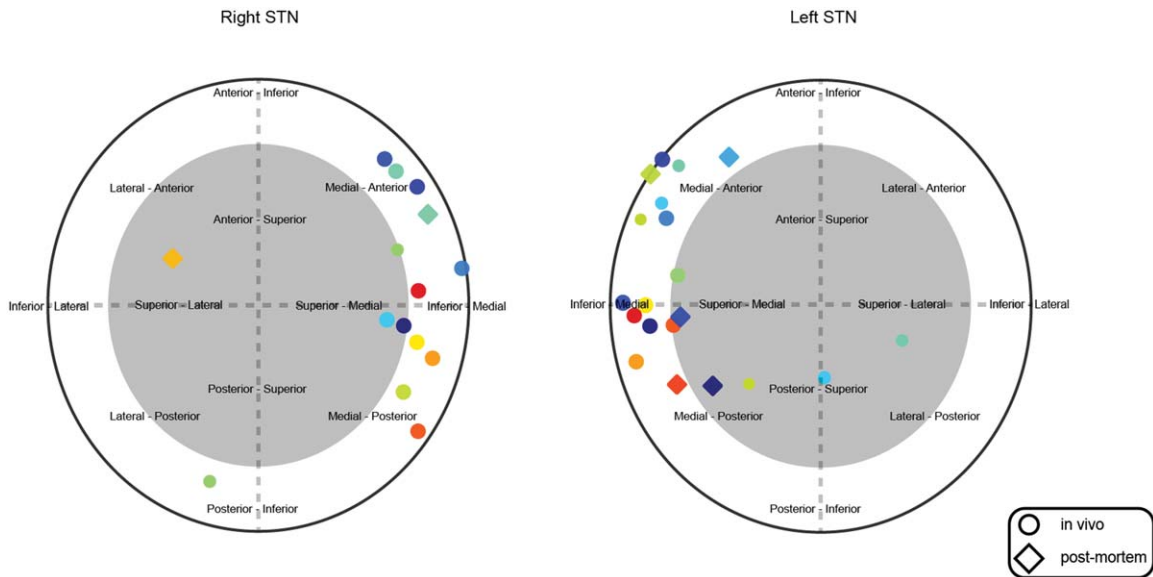 Right STN
Left STN
Anterior - Inferior
Anterior - Inferior
Lateral - Anterior
Medial - Anterior
Medial - Anterior
Lateral - Anterior
Anterior - Superior
Anterior - Superior
Inferior - Lateral
Superior - Lateral
Superior - Medial
Inferior - Medial
Inferior - Medial
Superior - Medial
Superior - Lateral
Inferior - Lateral
Posterior - Superior
Posterior - Superior
Lateral - Posterior
Medial - Posterior
Medial - Posterior
Lateral - Posterior
Posterior - Inferior
Posterior - Inferior
in vivo
post-mortem